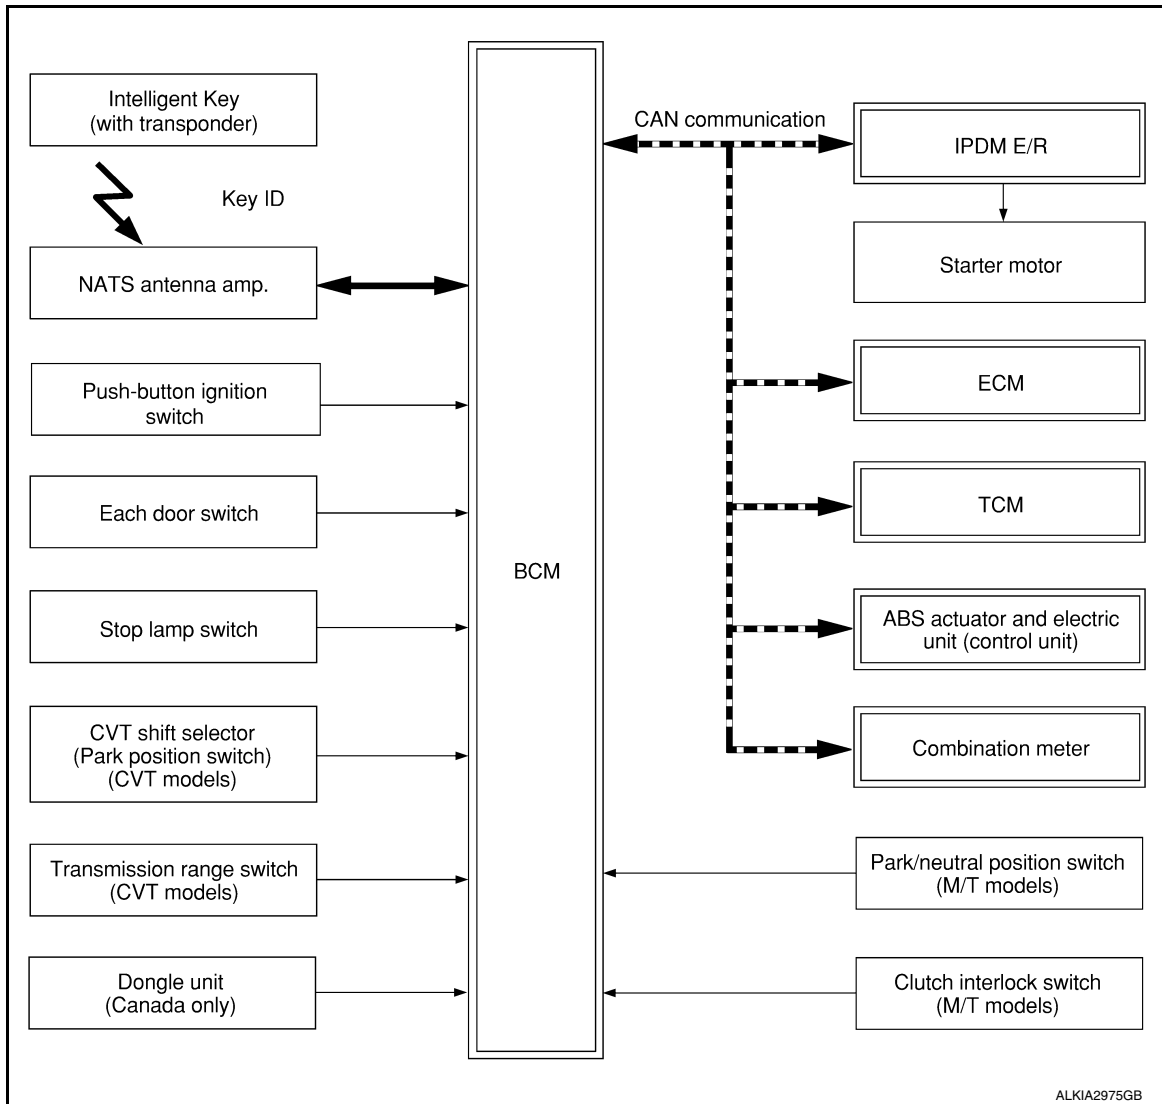 Intelligent Key
(with transponder)
Key ID
NATS antenna amp.
Push-button ignition
switch
Each door switch
Stop lamp switch
CVT shift selector
(Park position switch)
(CVT models)
Transmission range switch
(CVT models)
Dongle unit
(Canada only)
BCM
CAN communication
IPDM E/R
Starter motor
ECM
TCM
ABS actuator and electric
unit (control unit)
Combination meter
Park/neutral position switch
(M/T models)
Clutch interlock switch
(M/T models)
ALKIA2975GB